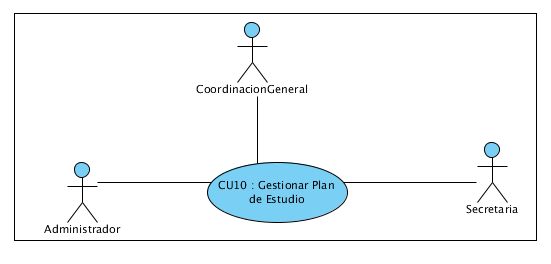 CoordinacionGeneral
CU10 : Gestionar Plan
de Estudio
Secretaria
Administrador